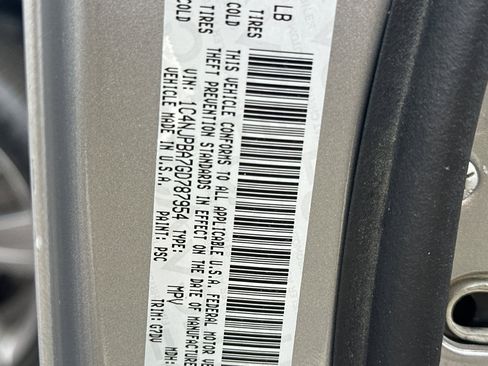 LB
TIRES
COLD
TIRES
COLD
THIS VEHICLE CONFORMS TO ALL APPLICABLE U.S.A. FEDERAL MOTOR VE
THEFT PREVENTION STANDARDS IN EFFECT ON THE DATE OF MANUFACTURE
VIN: 1C4NJPBA7GD787954 TYPE: MPV MDH:
VEHICLE MADE IN U.S.A. PAINT: PSC TRIM: G7DV